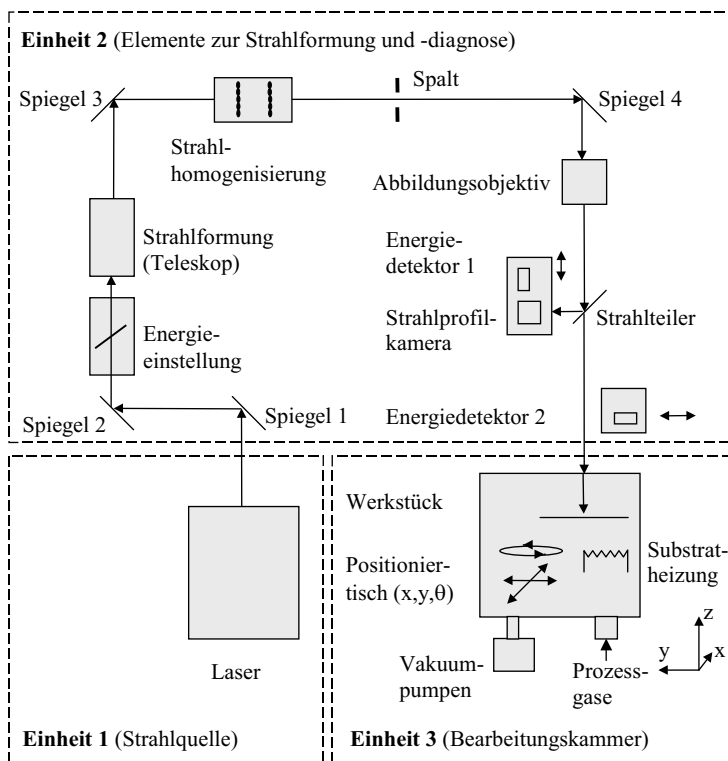 Einheit 2 (Elemente zur Strahlformung und -diagnose)
Spiegel 3
Spalt
Spiegel 4
Strahl-
homogenisierung
Abbildungsobjektiv
Strahlformung
(Teleskop)
Energie-
detektor 1
Strahlprofil-
kamera
Strahlteiler
Energie-
einstellung
Spiegel 2
Spiegel 1
Energiedetektor 2
Werkstück
Positionier-
tisch (x,y,θ)
Substrat-
heizung
Laser
Vakuum-
pumpen
Prozess-
gase
z
y
x
Einheit 1 (Strahlquelle)
Einheit 3 (Bearbeitungskammer)